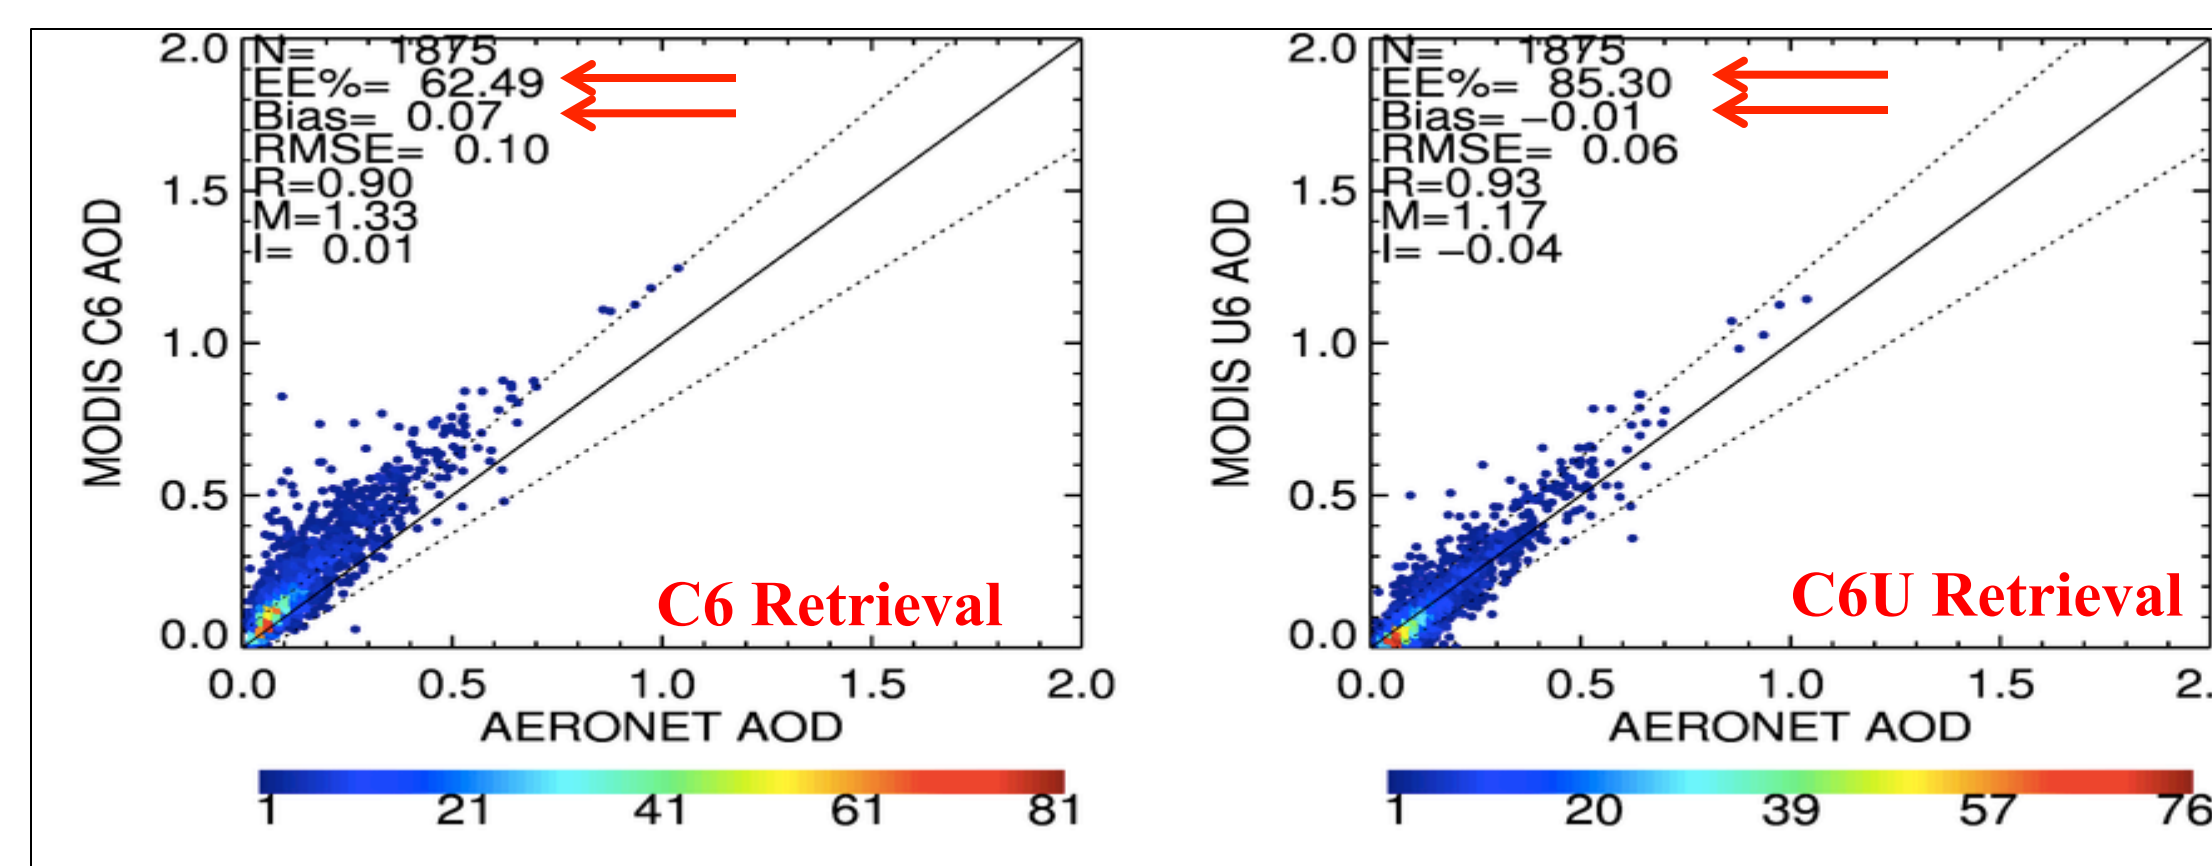 2.0
N= 1875
EE%= 62.49
Bias= 0.07
RMSE= 0.10
R=0.90
M=1.33
I= 0.01
1.5
1.0
0.5
0.0
MODIS C6 AOD
C6 Retrieval
0.0 0.5 1.0 1.5 2.0
AERONET AOD
1 21 41 61 81
2.0
N= 1875
EE%= 85.30
Bias= −0.01
RMSE= 0.06
R=0.93
M=1.17
I= −0.04
1.5
1.0
0.5
0.0
MODIS U6 AOD
C6U Retrieval
0.0 0.5 1.0 1.5 2.
AERONET AOD
1 20 39 57 76